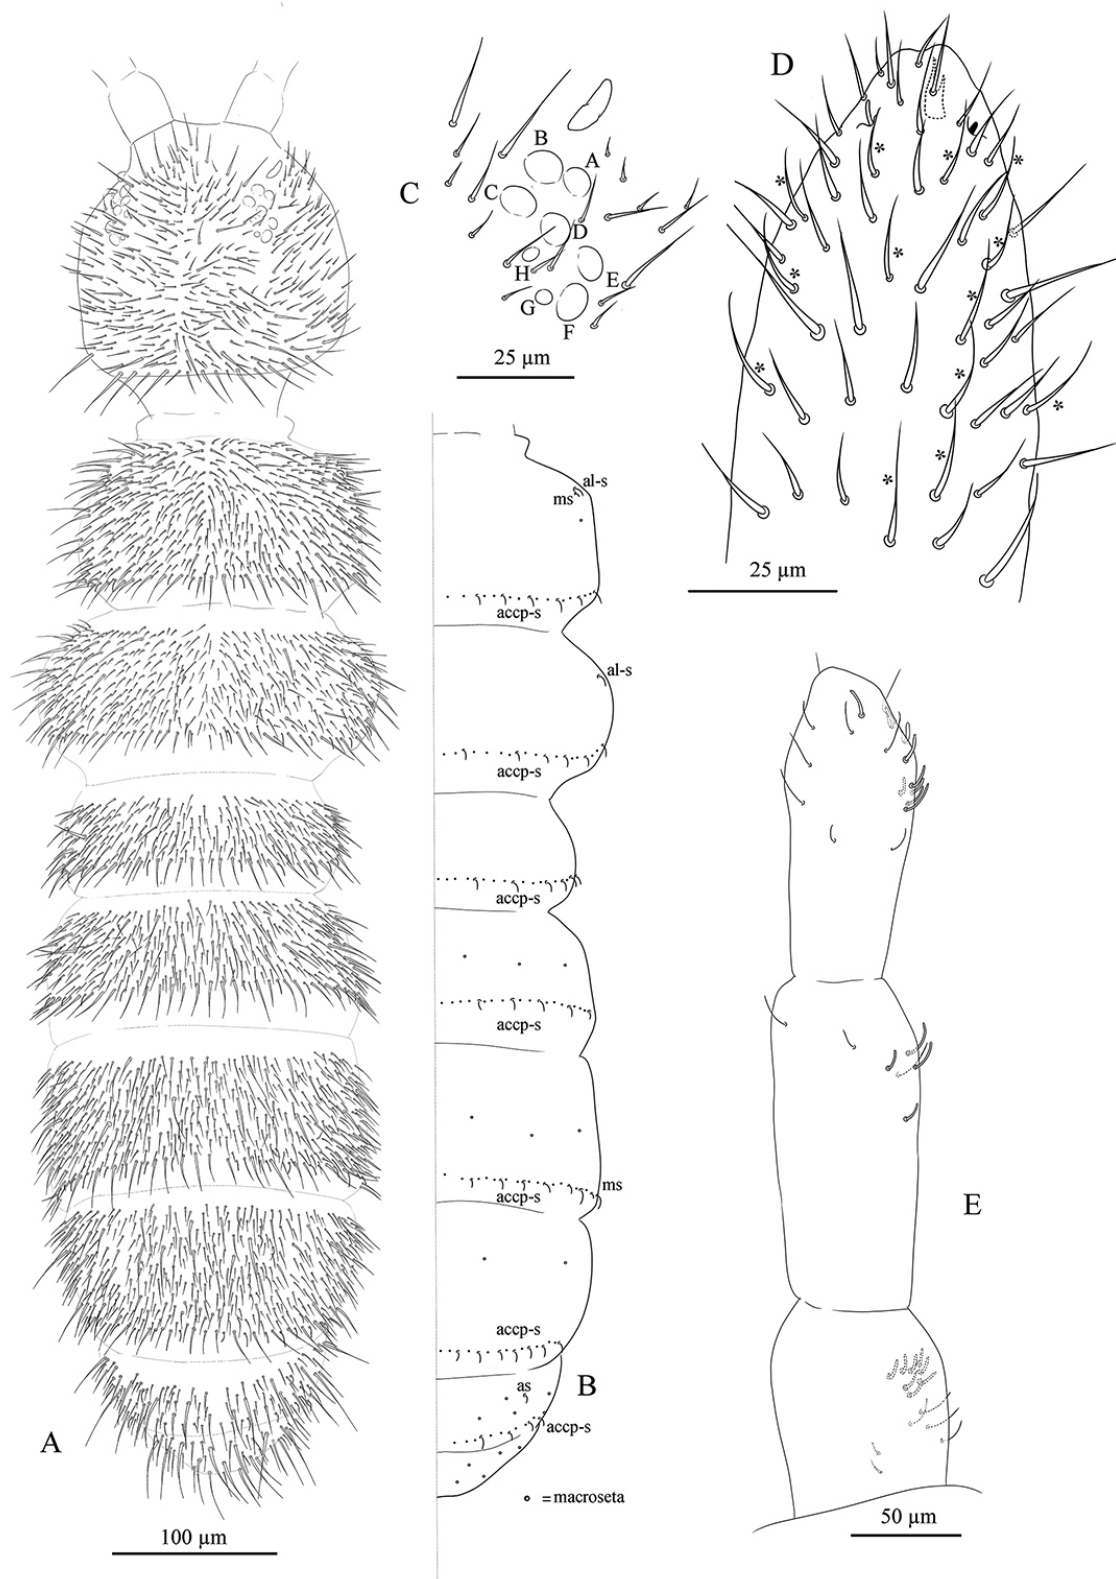 D
C
B
A
C
D
H
E
G
F
25 µm
25 µm
al-s
ms
accp-s
al-s
accp-s
accp-s
accp-s
ms
accp-s
E
accp-s
as
B
accp-s
A
= macroseta
50 µm
100 µm